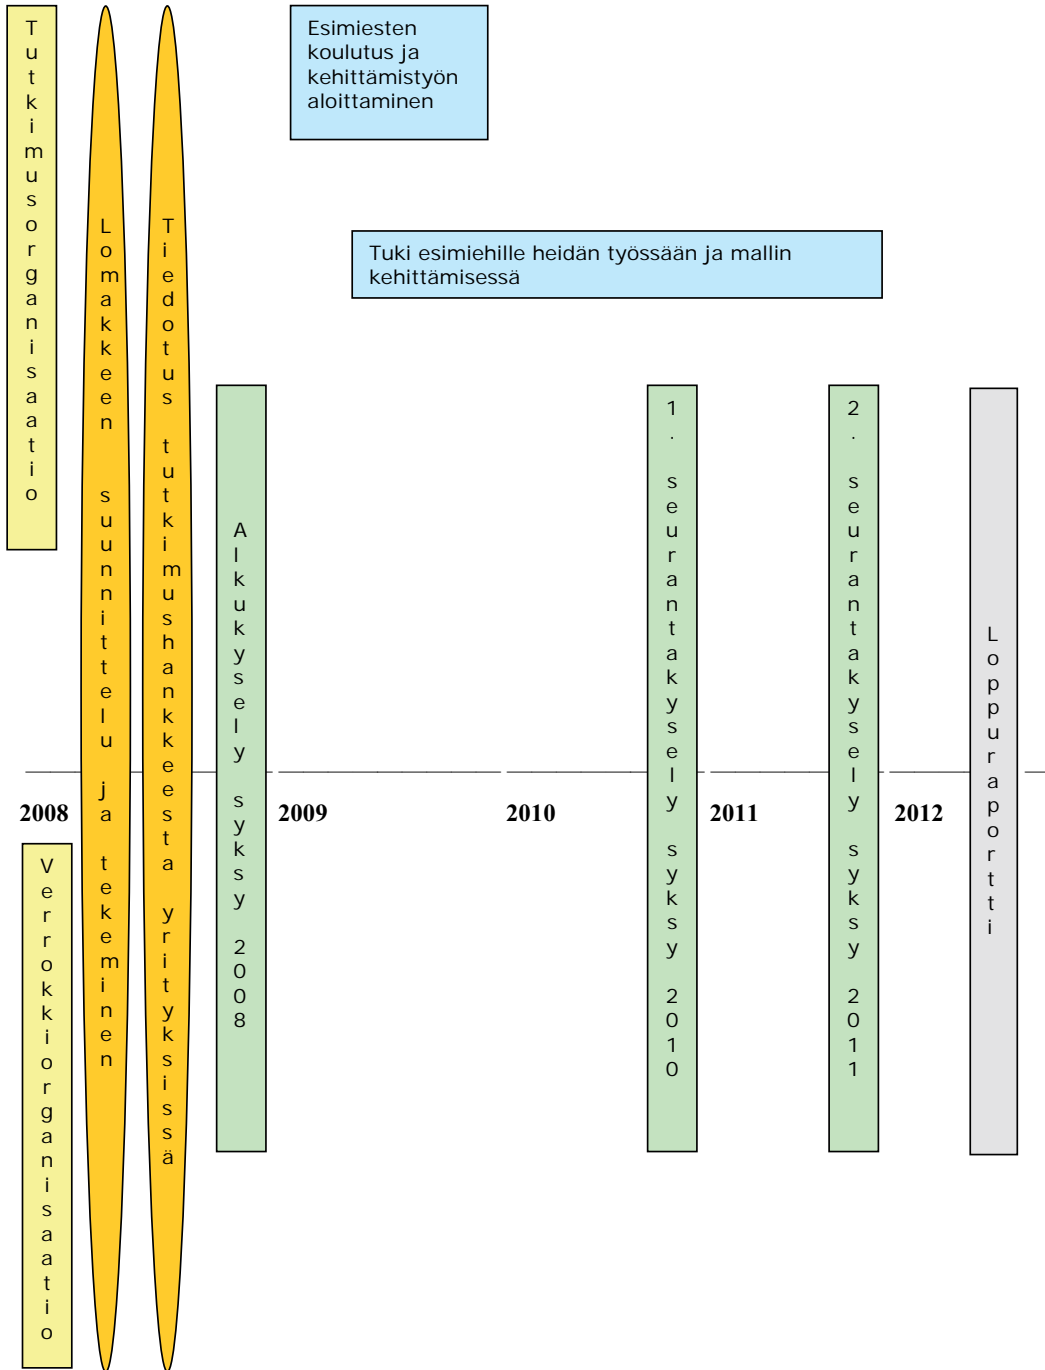 Tutkimusorganisaatio
Lomakkeen suunnittelu ja tekeminen
Tiedotus tutkimushankkeesta yrityksissä
Esimiesten
koulutus ja
kehittämistyön
aloittaminen
Tuki esimiehille heidän työssään ja mallin
kehittämisessä
Alkukysely syksy 2008
1. seurantakysely syksy 2010
2. seurantakysely syksy 2011
Loppuraportti
2008 2009 2010 2011 2012
Verrokkiorganisaatio